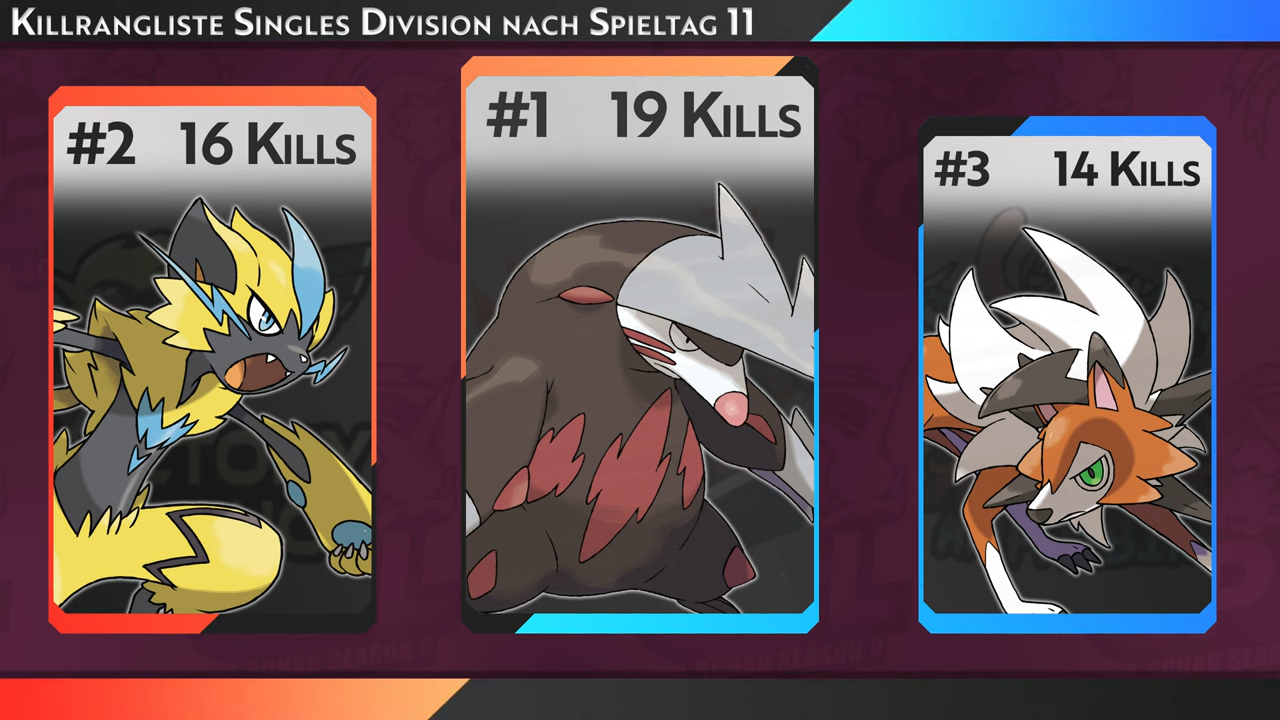 Killrangliste Singles Division nach Spieltag 11
#2 16 Kills
#1 19 Kills
#3 14 Kills